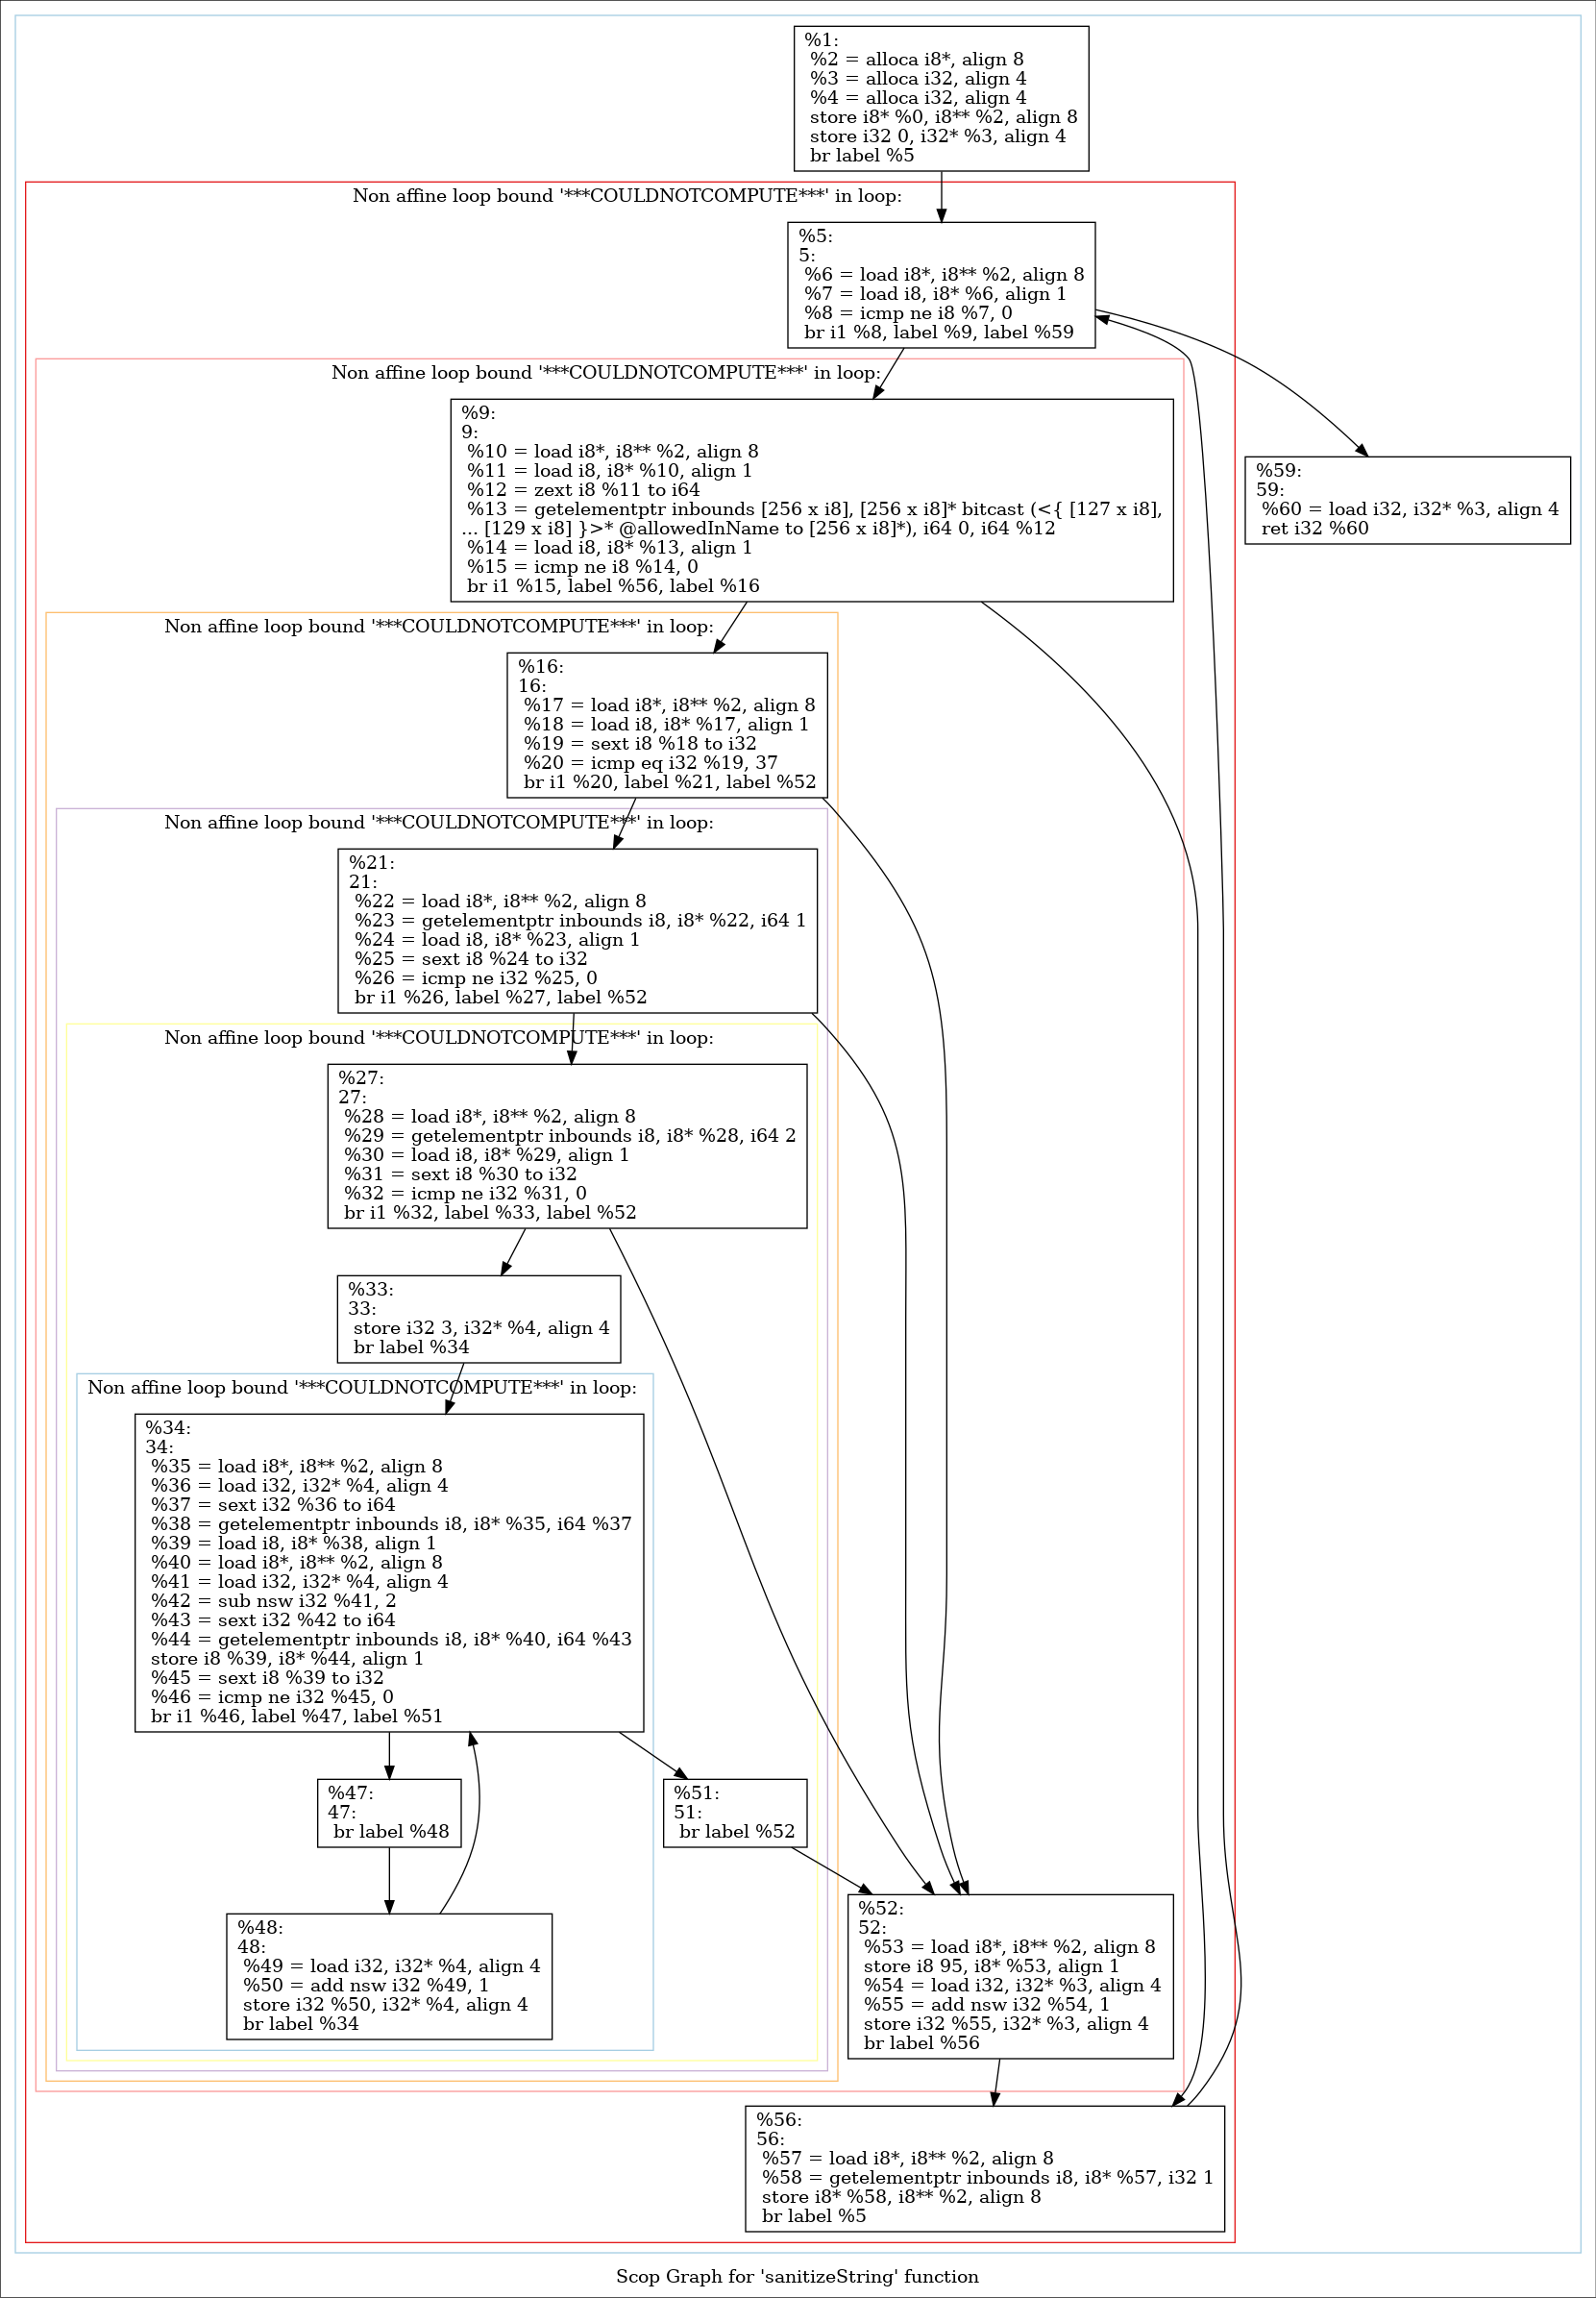 %1:
%2 = alloca i8*, align 8
%3 = alloca i32, align 4
%4 = alloca i32, align 4
store i8* %0, i8** %2, align 8
store i32 0, i32* %3, align 4
br label %5
Non affine loop bound '***COULDNOTCOMPUTE***' in loop:
%5:
5:
%6 = load i8*, i8** %2, align 8
%7 = load i8, i8* %6, align 1
%8 = icmp ne i8 %7, 0
br i1 %8, label %9, label %59
Non affine loop bound '***COULDNOTCOMPUTE***' in loop:
%9:
9:
%10 = load i8*, i8** %2, align 8
%11 = load i8, i8* %10, align 1
%12 = zext i8 %11 to i64
%13 = getelementptr inbounds [256 x i8], [256 x i8]* bitcast (<{ [127 x i8],
... [129 x i8] }>* @allowedInName to [256 x i8]*), i64 0, i64 %12
%14 = load i8, i8* %13, align 1
%15 = icmp ne i8 %14, 0
br i1 %15, label %56, label %16
%59:
59:
%60 = load i32, i32* %3, align 4
ret i32 %60
Non affine loop bound '***COULDNOTCOMPUTE***' in loop:
%16:
16:
%17 = load i8*, i8** %2, align 8
%18 = load i8, i8* %17, align 1
%19 = sext i8 %18 to i32
%20 = icmp eq i32 %19, 37
br i1 %20, label %21, label %52
Non affine loop bound '***COULDNOTCOMPUTE***' in loop:
%21:
21:
%22 = load i8*, i8** %2, align 8
%23 = getelementptr inbounds i8, i8* %22, i64 1
%24 = load i8, i8* %23, align 1
%25 = sext i8 %24 to i32
%26 = icmp ne i32 %25, 0
br i1 %26, label %27, label %52
Non affine loop bound '***COULDNOTCOMPUTE***' in loop:
%27:
27:
%28 = load i8*, i8** %2, align 8
%29 = getelementptr inbounds i8, i8* %28, i64 2
%30 = load i8, i8* %29, align 1
%31 = sext i8 %30 to i32
%32 = icmp ne i32 %31, 0
br i1 %32, label %33, label %52
%33:
33:
store i32 3, i32* %4, align 4
br label %34
Non affine loop bound '***COULDNOTCOMPUTE***' in loop:
%34:
34:
%35 = load i8*, i8** %2, align 8
%36 = load i32, i32* %4, align 4
%37 = sext i32 %36 to i64
%38 = getelementptr inbounds i8, i8* %35, i64 %37
%39 = load i8, i8* %38, align 1
%40 = load i8*, i8** %2, align 8
%41 = load i32, i32* %4, align 4
%42 = sub nsw i32 %41, 2
%43 = sext i32 %42 to i64
%44 = getelementptr inbounds i8, i8* %40, i64 %43
store i8 %39, i8* %44, align 1
%45 = sext i8 %39 to i32
%46 = icmp ne i32 %45, 0
br i1 %46, label %47, label %51
%47:
47:
br label %48
%51:
51:
br label %52
%48:
48:
%49 = load i32, i32* %4, align 4
%50 = add nsw i32 %49, 1
store i32 %50, i32* %4, align 4
br label %34
%52:
52:
%53 = load i8*, i8** %2, align 8
store i8 95, i8* %53, align 1
%54 = load i32, i32* %3, align 4
%55 = add nsw i32 %54, 1
store i32 %55, i32* %3, align 4
br label %56
%56:
56:
%57 = load i8*, i8** %2, align 8
%58 = getelementptr inbounds i8, i8* %57, i32 1
store i8* %58, i8** %2, align 8
br label %5
Scop Graph for 'sanitizeString' function